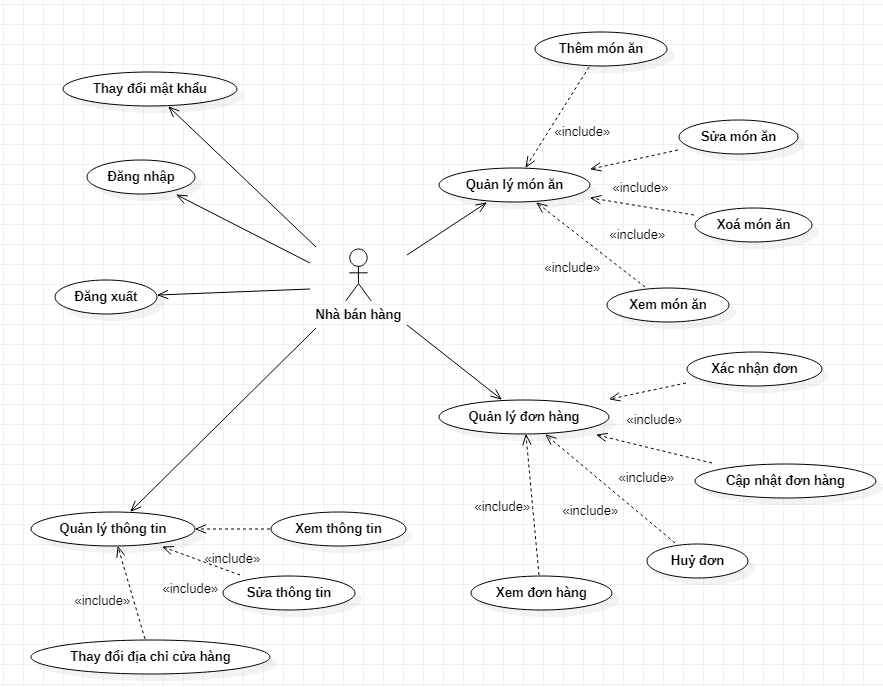 Thêm món ăn
Thay đổi mật khẩu
«include»
Sửa món ăn
Đăng nhập
Quản lý món ăn
«include»
Xoá món ăn
«include»
«include»
Đăng xuất
Xem món ăn
Nhà bán hàng
Xác nhận đơn
Quản lý đơn hàng
«include»
«include»
Cập nhật đơn hàng
«include»
«include»
Quản lý thông tin
Xem thông tin
«include»
Huỷ đơn
«include»
Sửa thông tin
Xem đơn hàng
«include»
Thay đổi địa chỉ cửa hàng